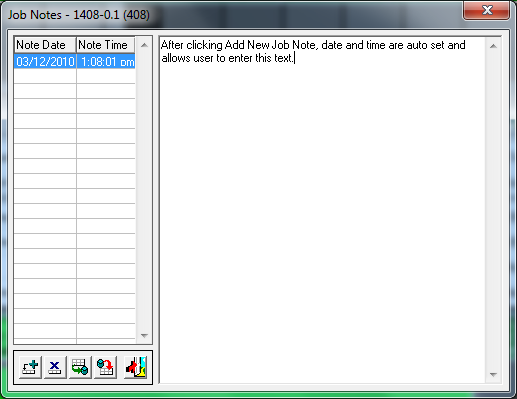 Job Notes - 1408-0.1 (408)
Note Date Note Time
03/12/2010 1:08:01 pm
After clicking Add New Job Note, date and time are auto set and
allows user to enter this text.